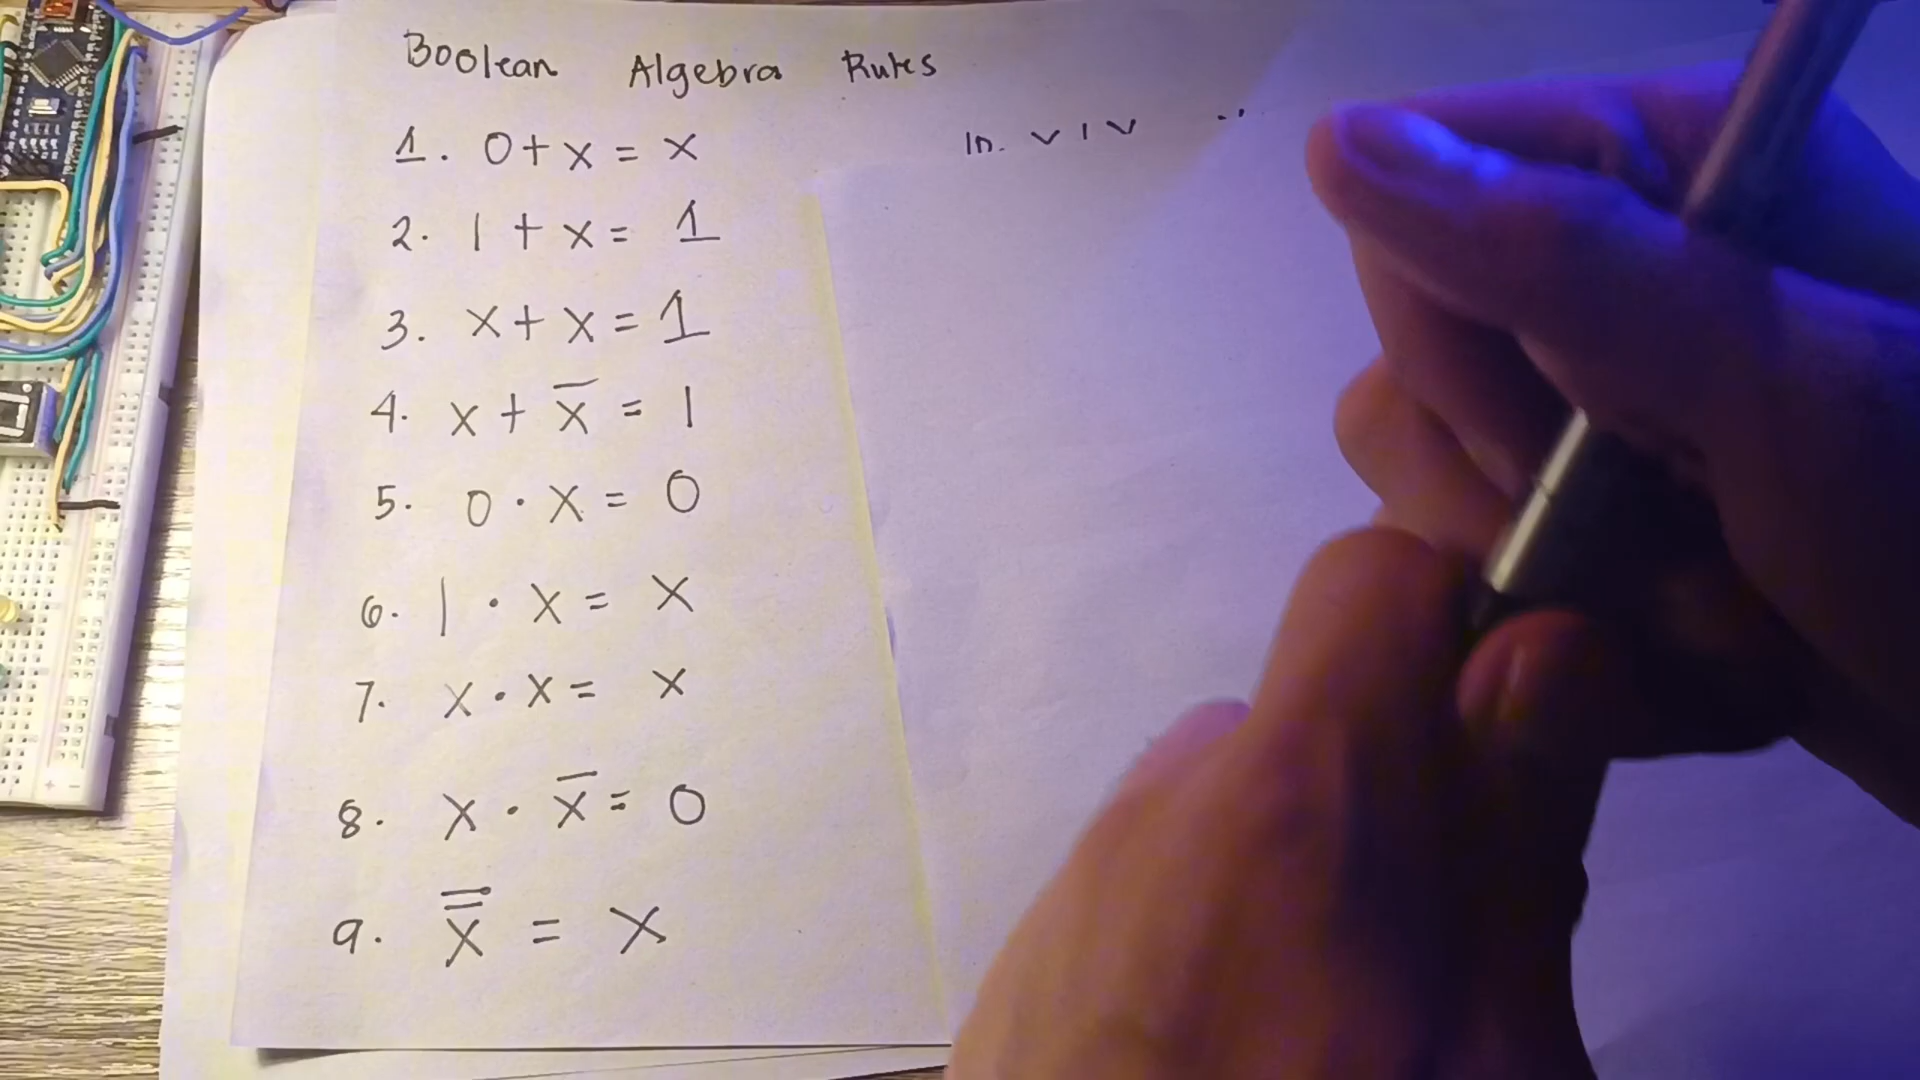 Boolean Algebra Rules
1. 0 + x = x
2. 1 + x = 1
3. x + x = 1
4. x + x̅ = 1
5. 0 · x = 0
6. 1 · x = x
7. x · x = x
8. x · x̅ = 0
9. x̿ = x